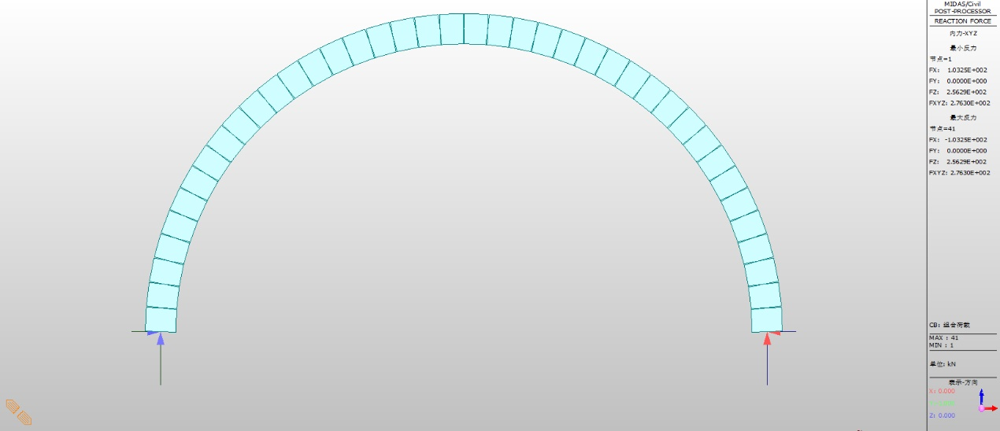 MIDAS/Civil
POST-PROCESSOR
REACTION FORCE
内力-XYZ
最小反力
节点=1
FX: 1.0325E+002
FY: 0.0000E+000
FZ: 2.5629E+002
FXYZ: 2.7630E+002
最大反力
节点=41
FX: -1.0325E+002
FY: 0.0000E+000
FZ: 2.5629E+002
FXYZ: 2.7630E+002
CB: 组合荷载
MAX : 41
MIN : 1
单位: kN
表示-方向
X: 0.000
Z: 0.000